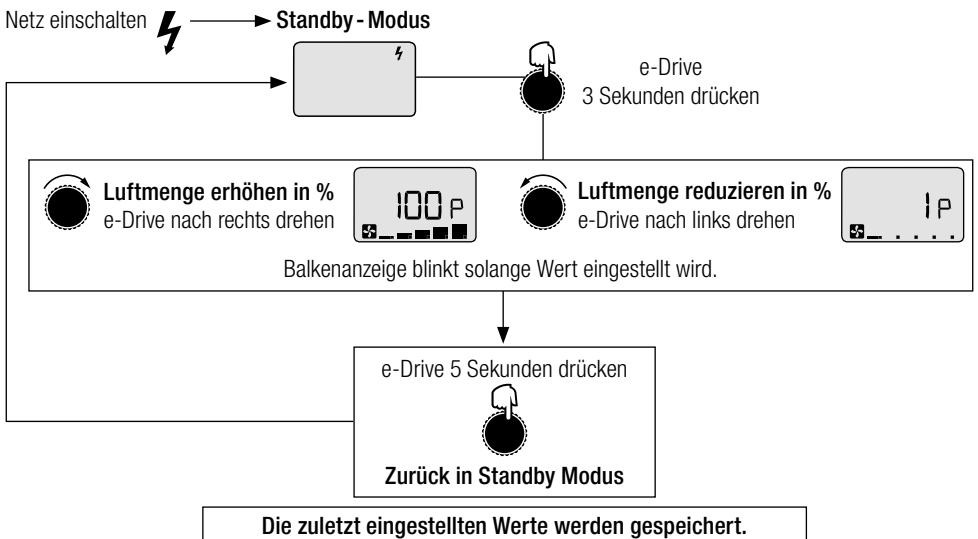 Netz einschalten
Standby - Modus
e-Drive
3 Sekunden drücken
Luftmenge erhöhen in %
e-Drive nach rechts drehen
100 P
Luftmenge reduzieren in %
e-Drive nach links drehen
1 P
Balkenanzeige blinkt solange Wert eingestellt wird.
e-Drive 5 Sekunden drücken
Zurück in Standby Modus
Die zuletzt eingestellten Werte werden gespeichert.